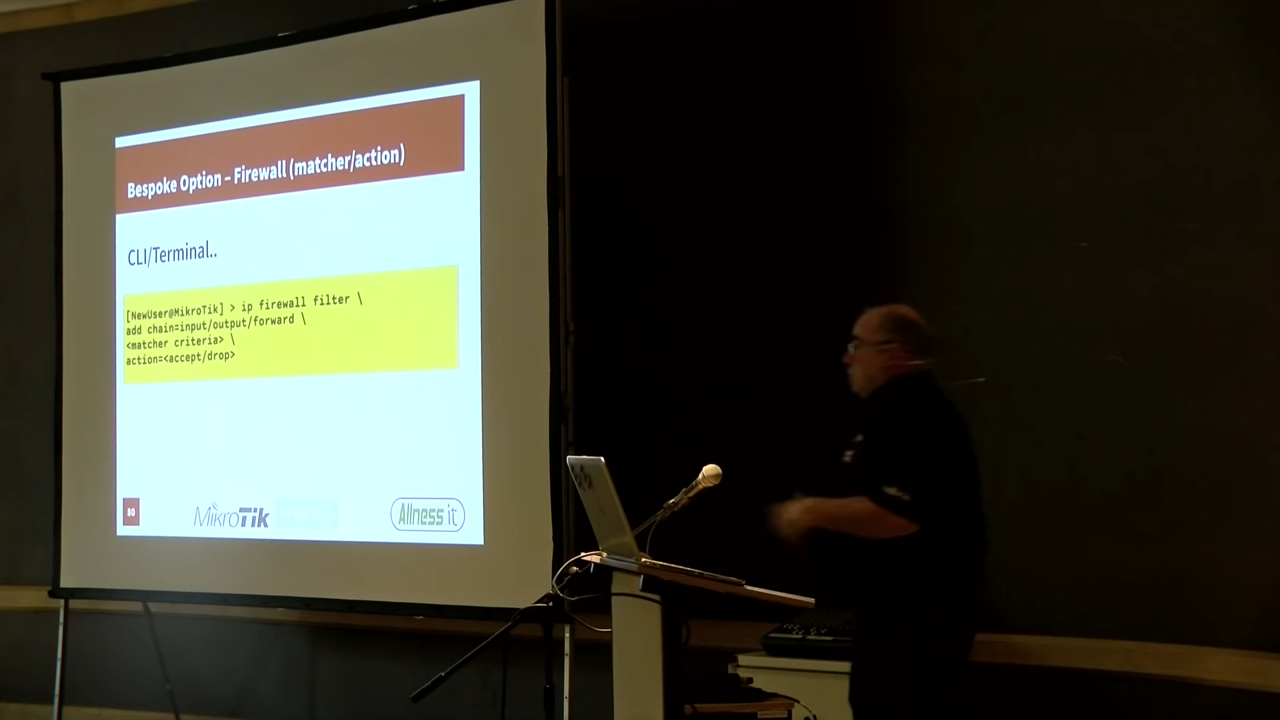 Bespoke Option – Firewall (matcher/action)
CLI/Terminal..
[NewUser@MikroTik] > ip firewall filter \
add chain=input/output/forward \
<matcher criteria> \
action=<accept/drop>
80
MikroTik
Allness.it